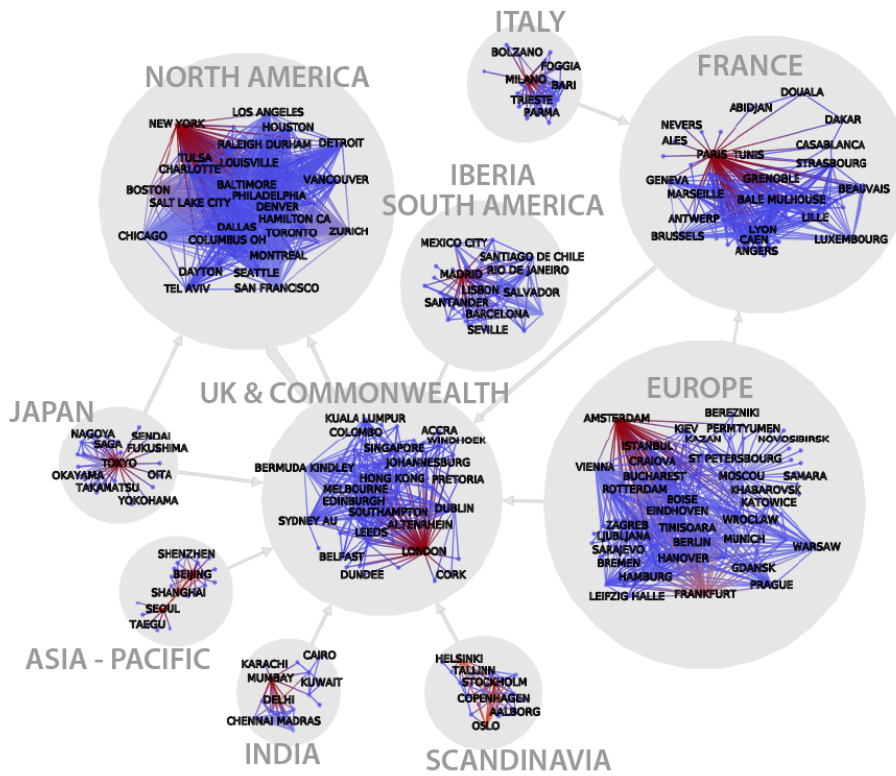 ITALY
BOLZANO
FOGGIA
MILANO
BARI
TRIESTE
PARMA
NORTH AMERICA
LOS ANGELES
NEW YORK
HOUSTON
RALEIGH DURHAM
DETROIT
TULSA
LOUISVILLE
CHARLOTTE
BALTIMORE
VANCOUVER
BOSTON
PHILADELPHIA
SALT LAKE CITY
DENVER
HAMILTON CA
DALLAS
TORONTO
ZURICH
CHICAGO
COLUMBUS OH
MONTREAL
DAYTON
SEATTLE
TEL AVIV
SAN FRANCISCO
FRANCE
DOUALA
ABIDJAN
DAKAR
NEVERS
ALES
CASABLANCA
PARIS
TUNIS
STRASBOURG
GENEVA
GRENOBLE
MARSEILLE
BEAUVAIS
BALE MULHOUSE
ANTWERP
LILLE
BRUSSELS
LYON
CAEN
LUXEMBOURG
ANGERS
IBERIA
SOUTH AMERICA
MEXICO CITY
SANTIAGO DE CHILE
MADRID
RIO DE JANEIRO
LISBON
SALVADOR
SANTANDER
BARCELONA
SEVILLE
UK & COMMONWEALTH
KUALA LUMPUR
COLOMBO
ACCRA
WINDHOEK
SINGAPORE
BERMUDA KINDLEY
JOHANNESBURG
HONG KONG
PRETORIA
MELBOURNE
EDINBURGH
DUBLIN
SOUTHAMPTON
SYDNEY AU
ALTENRHEIN
LEEDS
LONDON
BELFAST
DUNDEE
CORK
JAPAN
NAGOYA
SENDAI
SAGA
FUKUSHIMA
TOKYO
OKAYAMA
OITA
TAKAMATSU
YOKOHAMA
EUROPE
AMSTERDAM
BEREZNIKI
KIEV
PERMTYUMEN
KAZAN
NOVOSIBIRSK
ISTANBUL
ST PETERSBOURG
VIENNA
CRAIOVA
BUCHAREST
MOSCOU
SAMARA
ROTTERDAM
KHABAROVSK
BOISE
KATOWICE
EINDHOVEN
ZAGREB
TIMISOARA
WROCLAW
LJUBLJANA
BERLIN
MUNICH
SARAJEVO
WARSAW
BREMEN
HANOVER
GDANSK
HAMBURG
PRAGUE
LEIPZIG HALLE
FRANKFURT
SHENZHEN
BEIJING
SHANGHAI
SEOUL
TAEGU
ASIA - PACIFIC
KARACHI
CAIRO
MUMBAY
KUWAIT
DELHI
CHENNAI MADRAS
INDIA
HELSINKI
TALLINN
STOCKHOLM
COPENHAGEN
AALBORG
OSLO
SCANDINAVIA